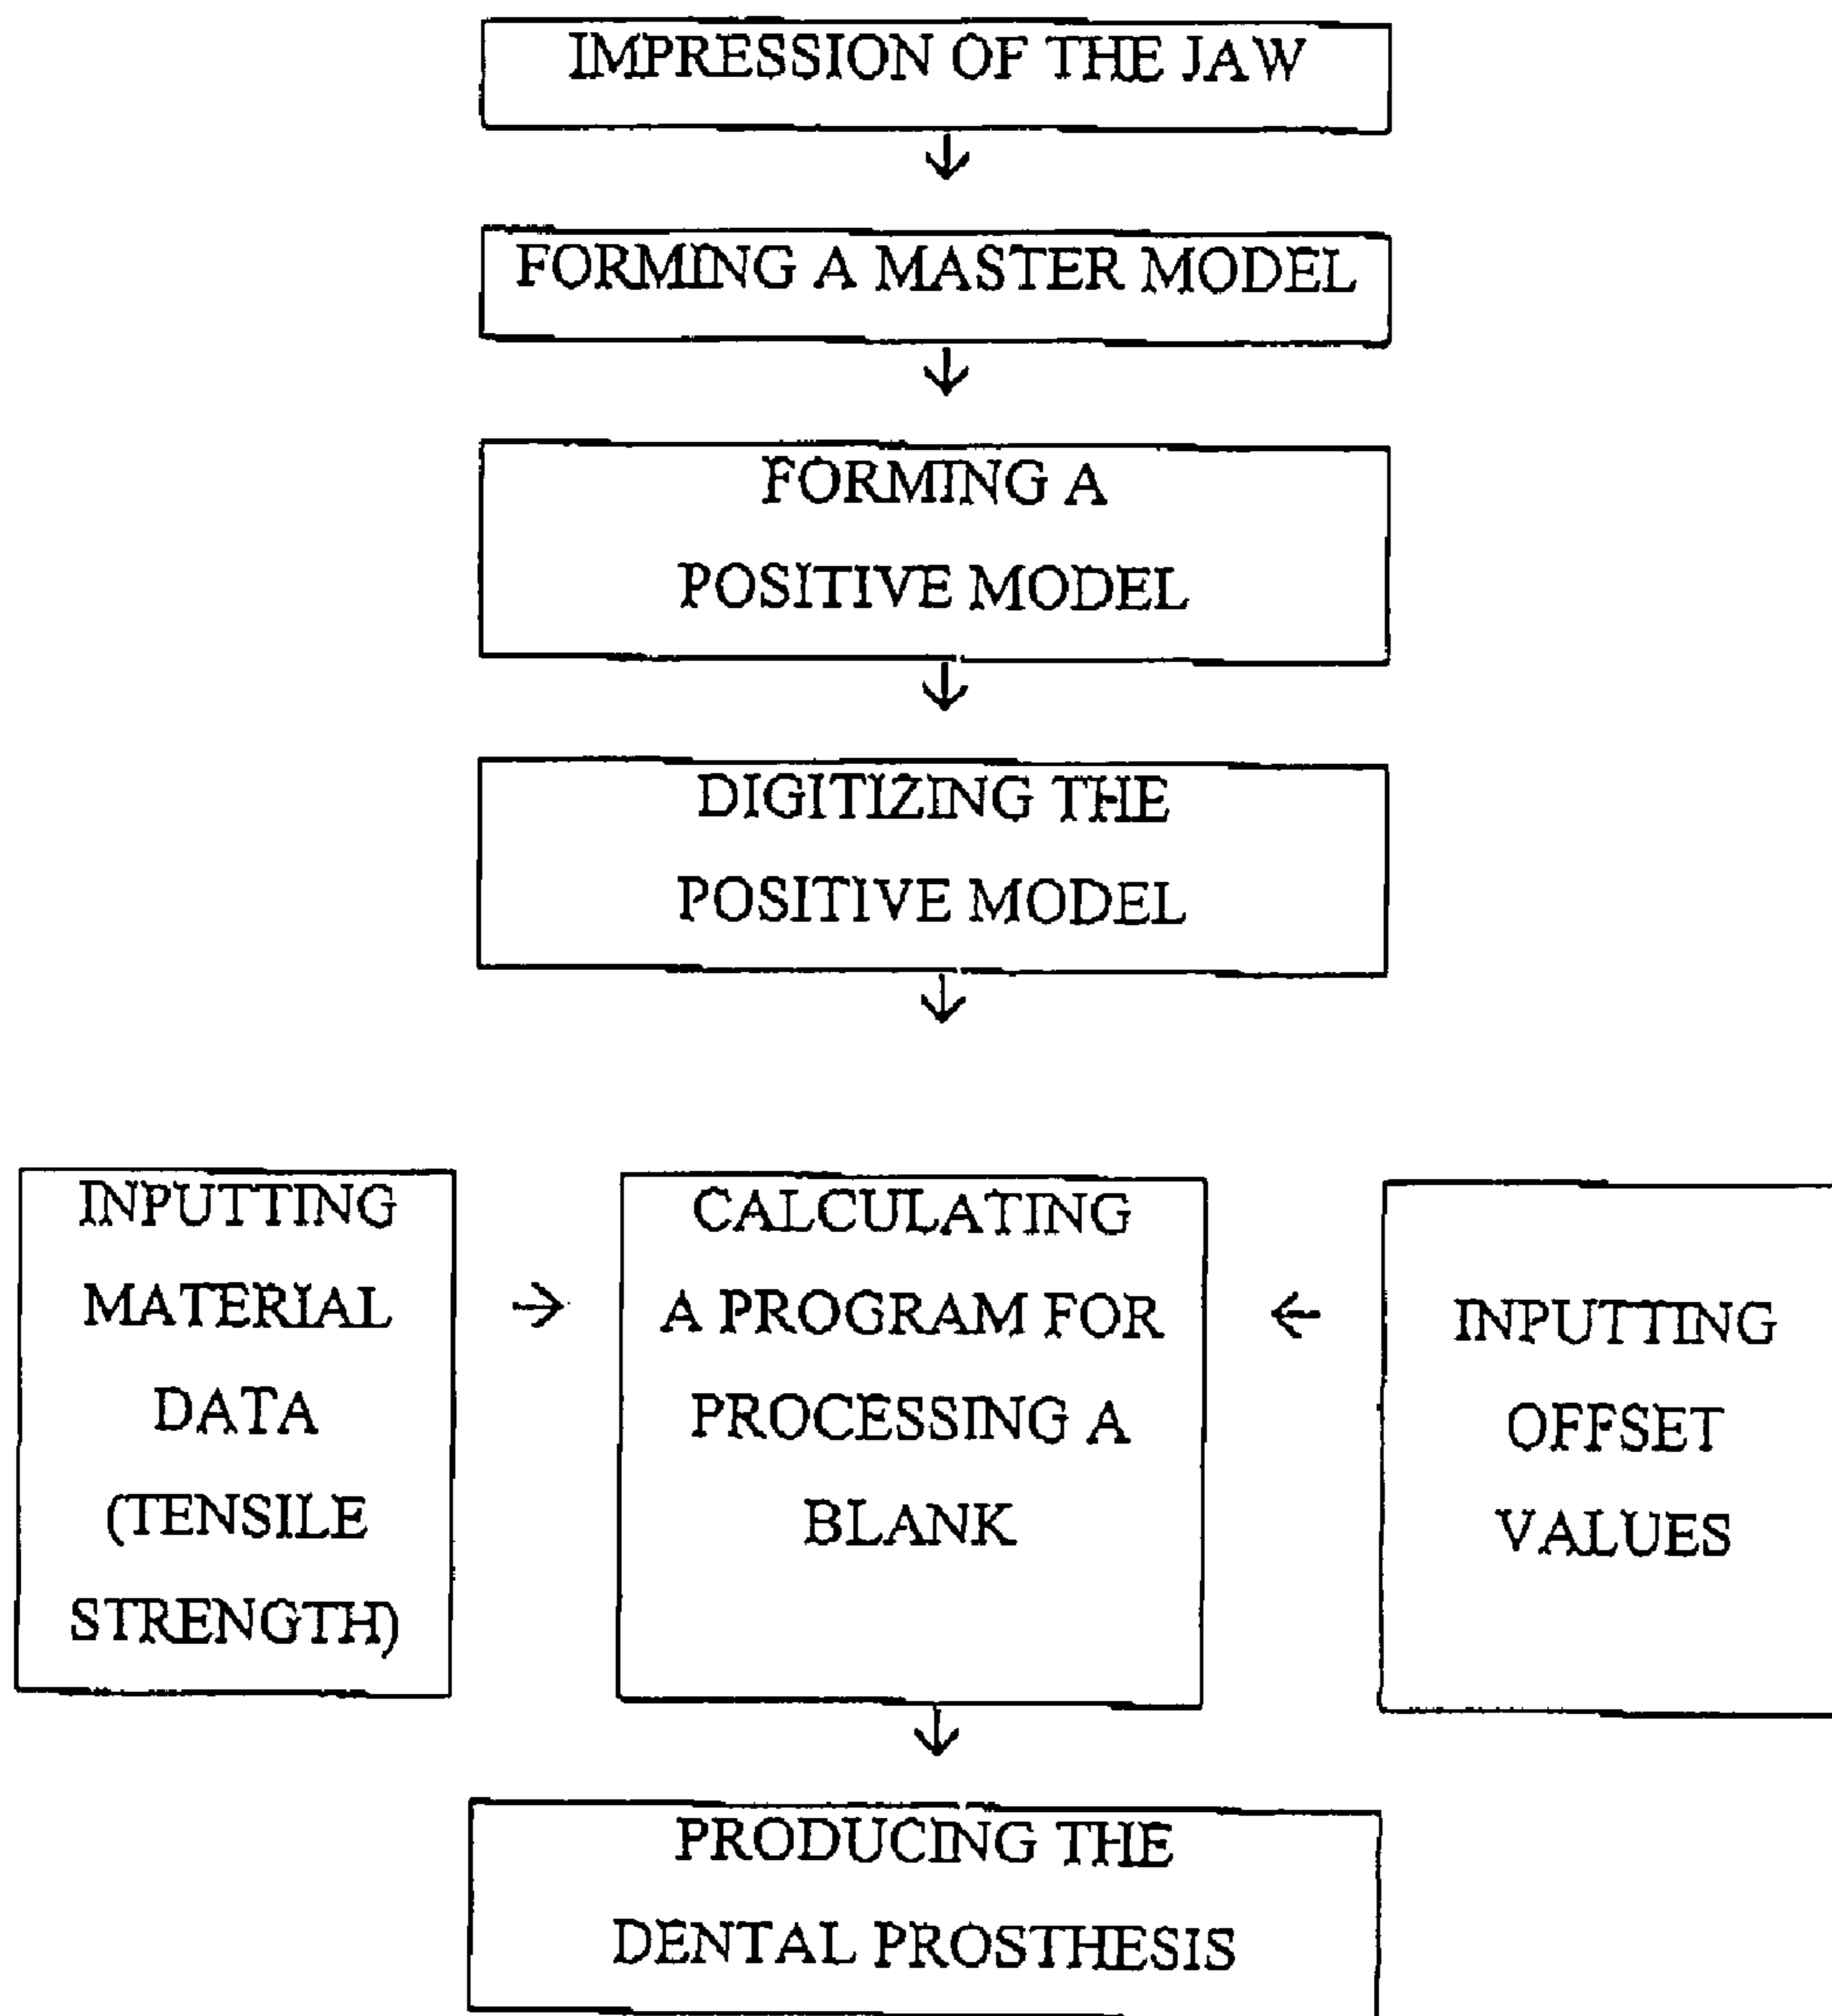 IMPRESSION OF THE JAW
FORMING A MASTER MODEL
FORMING A
POSITIVE MODEL
DIGITIZING THE
POSITIVE MODEL
INPUTTING
MATERIAL
DATA
(TENSILE
STRENGTH)
CALCULATING
A PROGRAM FOR
PROCESSING A
BLANK
INPUTTING
OFFSET
VALUES
PRODUCING THE
DENTAL PROSTHESIS